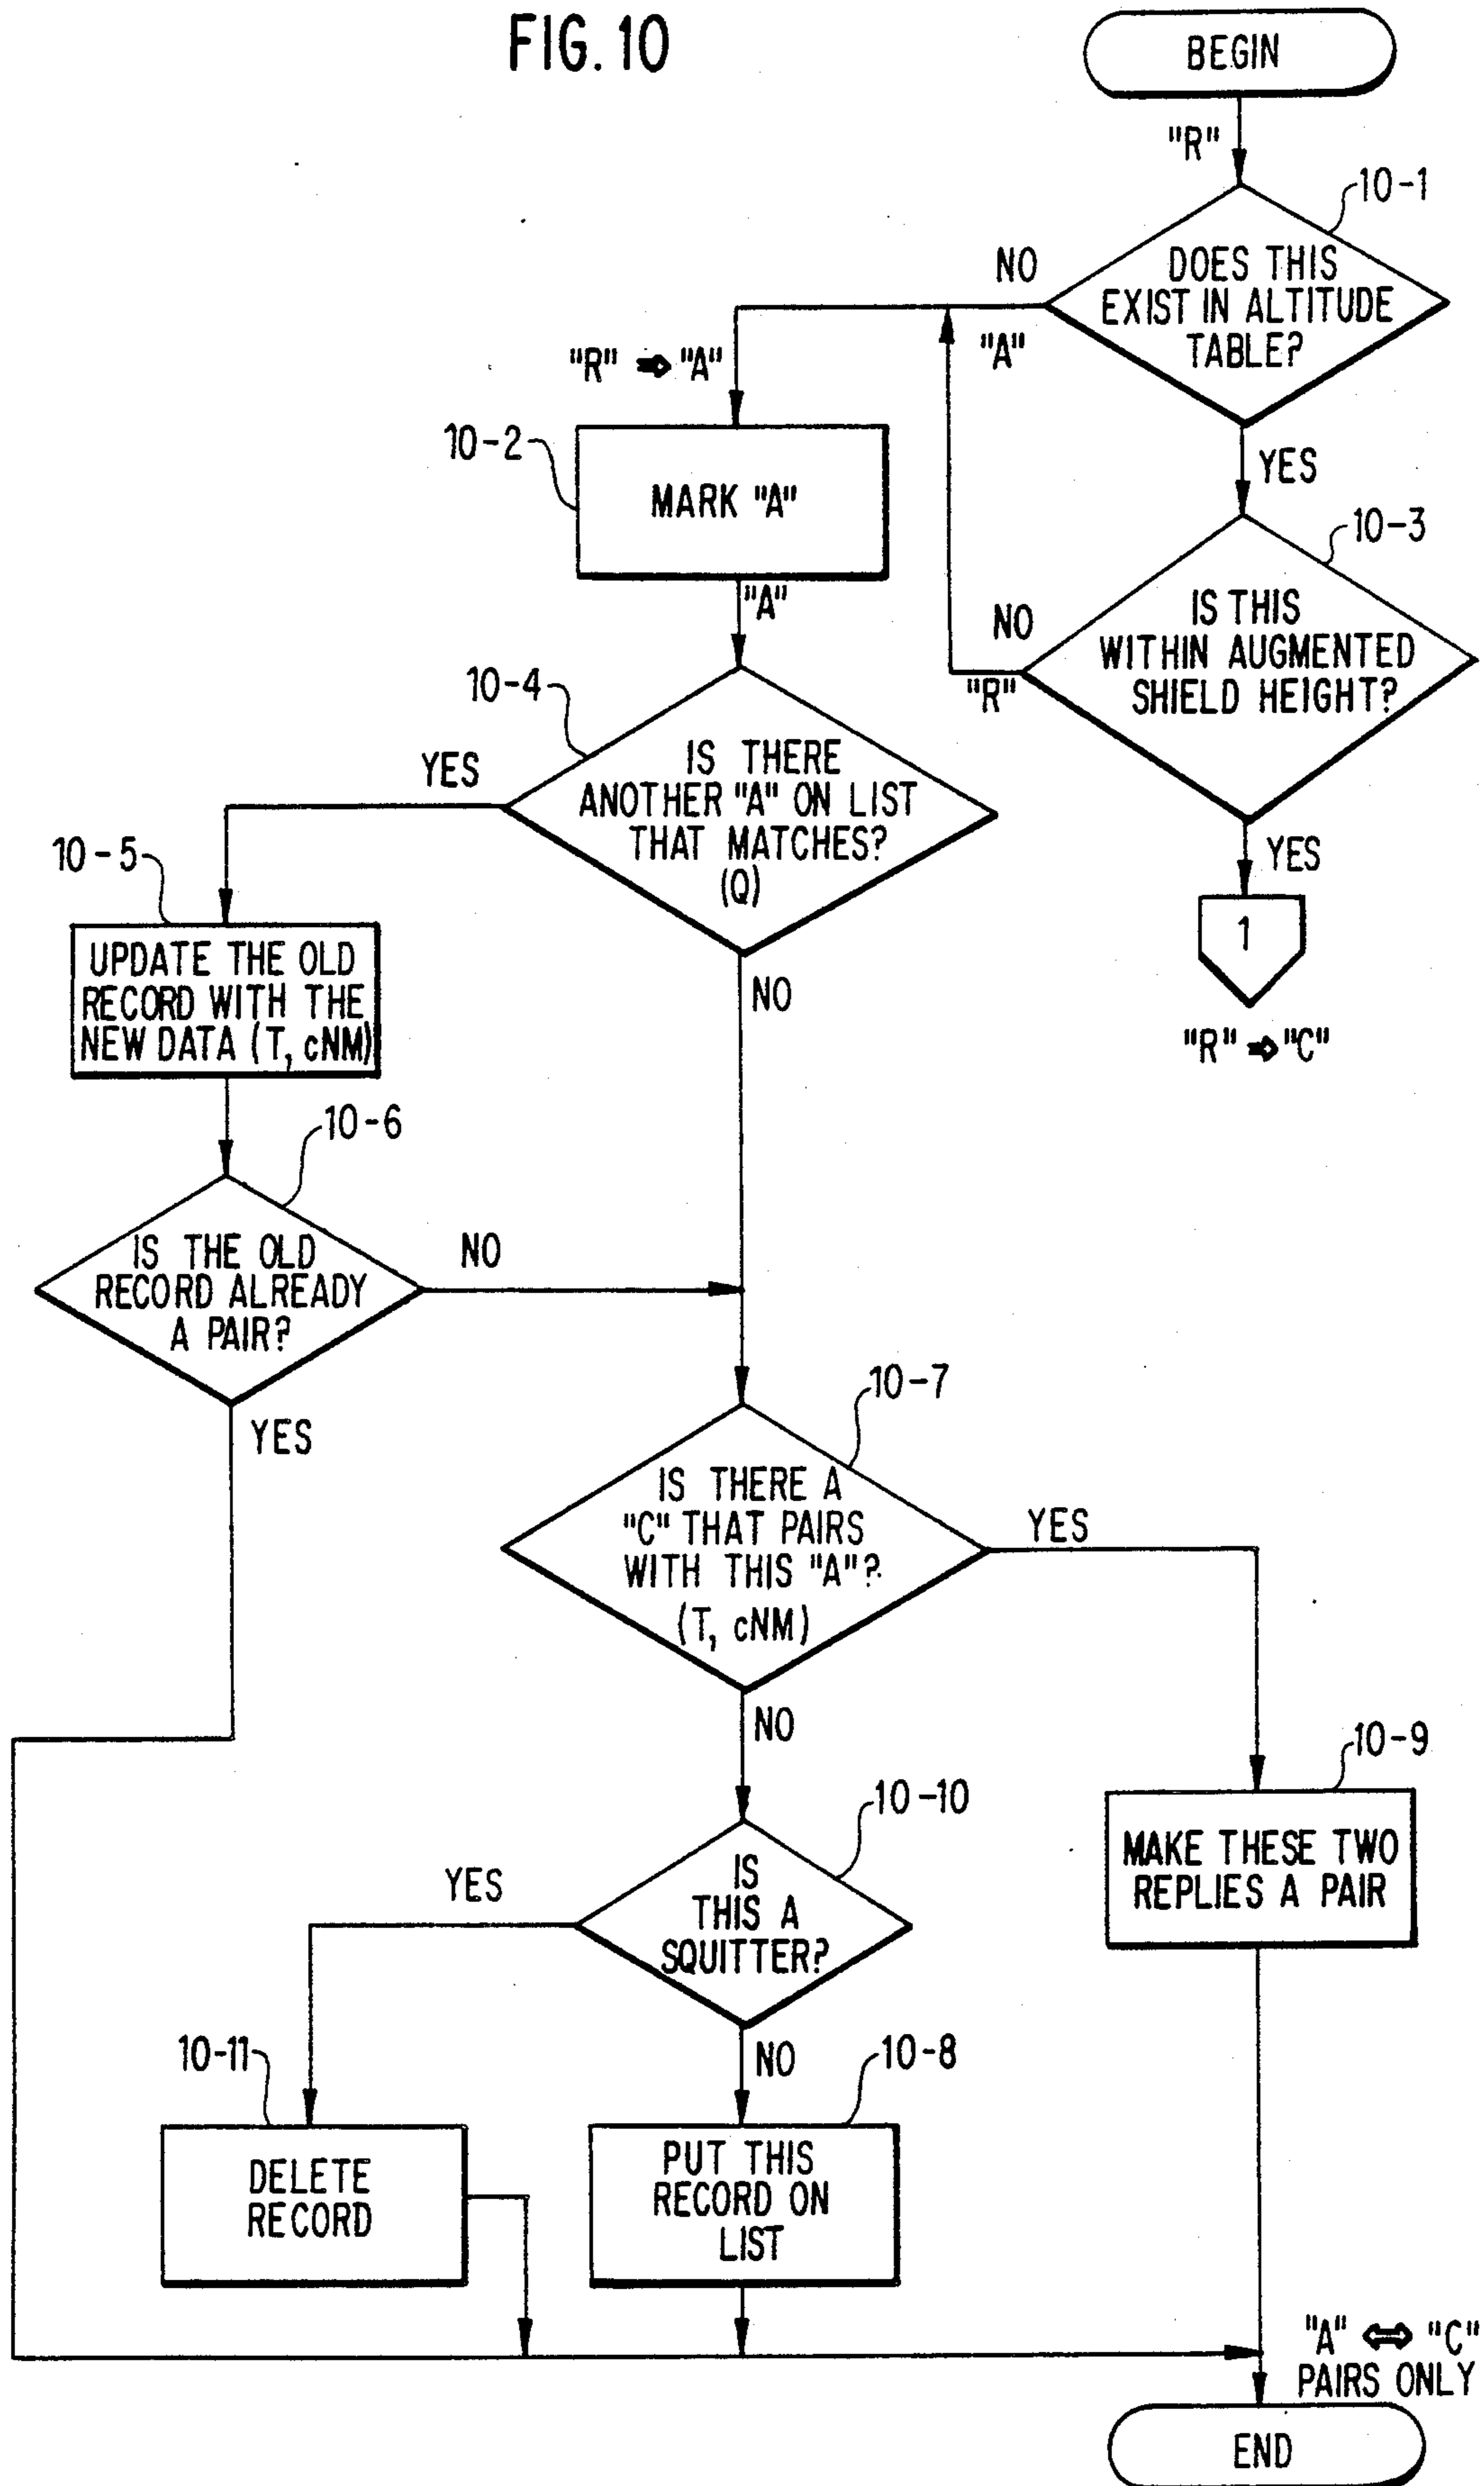 FIG. 10
BEGIN
"R"
10-1
DOES THIS
EXIST IN ALTITUDE
TABLE?
NO
"A"
"R" ⇒ "A"
YES
10-2
MARK "A"
"A"
10-3
IS THIS
WITHIN AUGMENTED
SHIELD HEIGHT?
NO
"R"
YES
1
"R" ⇒ "C"
10-4
IS THERE
ANOTHER "A" ON LIST
THAT MATCHES?
(Q)
YES
NO
10-5
UPDATE THE OLD
RECORD WITH THE
NEW DATA (T, cNM)
10-6
IS THE OLD
RECORD ALREADY
A PAIR?
NO
YES
10-7
IS THERE A
"C" THAT PAIRS
WITH THIS "A"?
(T, cNM)
YES
NO
10-9
MAKE THESE TWO
REPLIES A PAIR
10-10
IS
THIS A
SQUITTER?
YES
NO
10-11
DELETE
RECORD
10-8
PUT THIS
RECORD ON
LIST
"A" ⇔ "C"
PAIRS ONLY
END